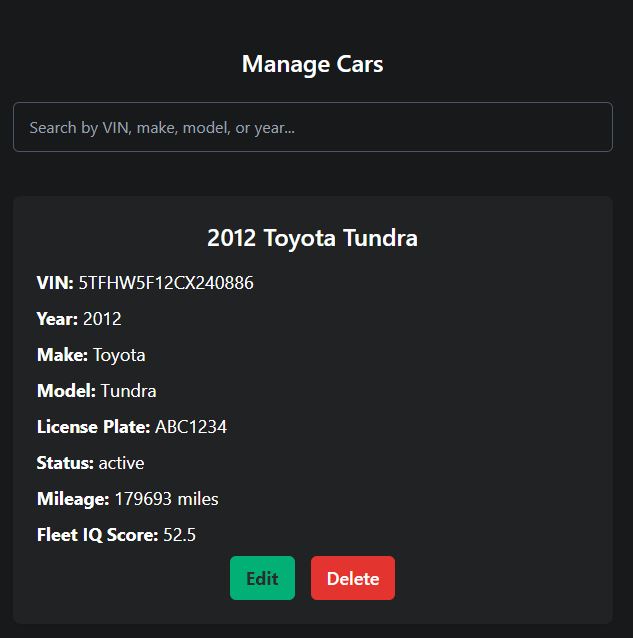 Manage Cars
Search by VIN, make, model, or year...
2012 Toyota Tundra
VIN: 5TFHW5F12CX240886
Year: 2012
Make: Toyota
Model: Tundra
License Plate: ABC1234
Status: active
Mileage: 179693 miles
Fleet IQ Score: 52.5
Edit Delete